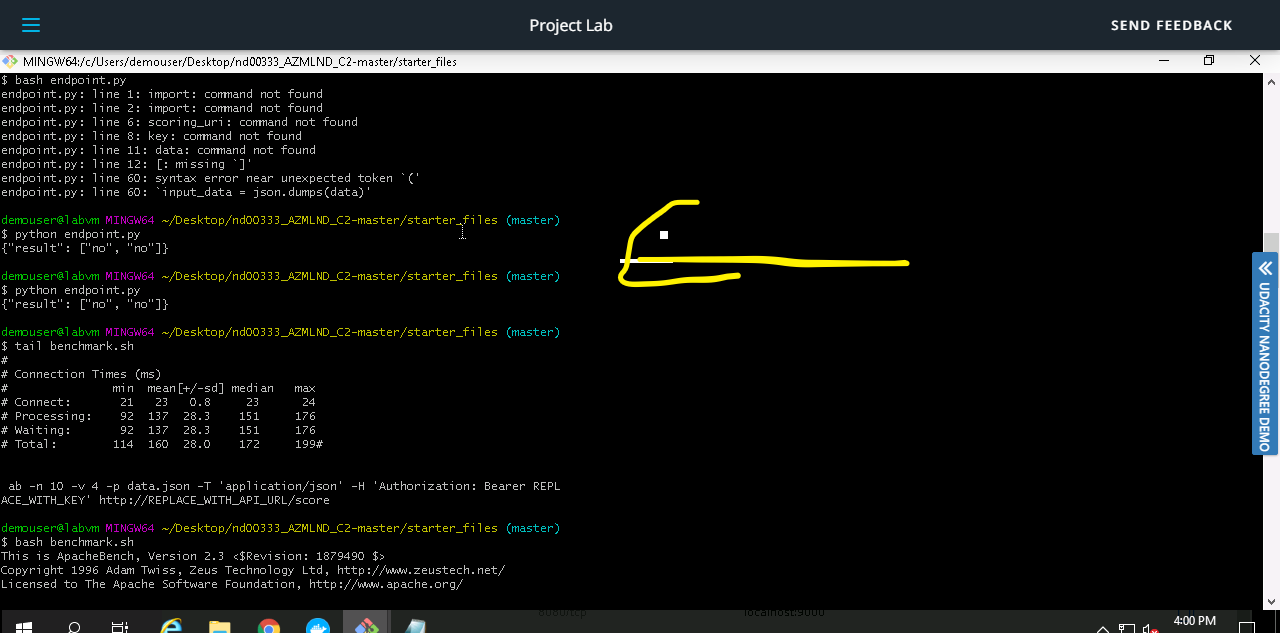 Project Lab
SEND FEEDBACK
MINGW64:/c/Users/demouser/Desktop/nd00333_AZMLND_C2-master/starter_files
$ bash endpoint.py
endpoint.py: line 1: import: command not found
endpoint.py: line 2: import: command not found
endpoint.py: line 6: scoring_uri: command not found
endpoint.py: line 8: key: command not found
endpoint.py: line 11: data: command not found
endpoint.py: line 12: [: missing `]'
endpoint.py: line 60: syntax error near unexpected token `('
endpoint.py: line 60: `input_data = json.dumps(data)'
demouser@labvm MINGW64 ~/Desktop/nd00333_AZMLND_C2-master/starter_files (master)
$ python endpoint.py
{"result": ["no", "no"]}
demouser@labvm MINGW64 ~/Desktop/nd00333_AZMLND_C2-master/starter_files (master)
$ python endpoint.py
{"result": ["no", "no"]}
demouser@labvm MINGW64 ~/Desktop/nd00333_AZMLND_C2-master/starter_files (master)
$ tail benchmark.sh
#
# Connection Times (ms)
#              min  mean[+/-sd] median   max
# Connect:       21   23   0.8     23      24
# Processing:    92  137  28.3    151     176
# Waiting:       92  137  28.3    151     176
# Total:        114  160  28.0    172     199#
ab -n 10 -v 4 -p data.json -T 'application/json' -H 'Authorization: Bearer REPL
ACE_WITH_KEY' http://REPLACE_WITH_API_URL/score
demouser@labvm MINGW64 ~/Desktop/nd00333_AZMLND_C2-master/starter_files (master)
$ bash benchmark.sh
This is ApacheBench, Version 2.3 <$Revision: 1879490 $>
Copyright 1996 Adam Twiss, Zeus Technology Ltd, http://www.zeustech.net/
Licensed to The Apache Software Foundation, http://www.apache.org/
UDACITY NANODEGREE DEMO
localhost:9000
4:00 PM